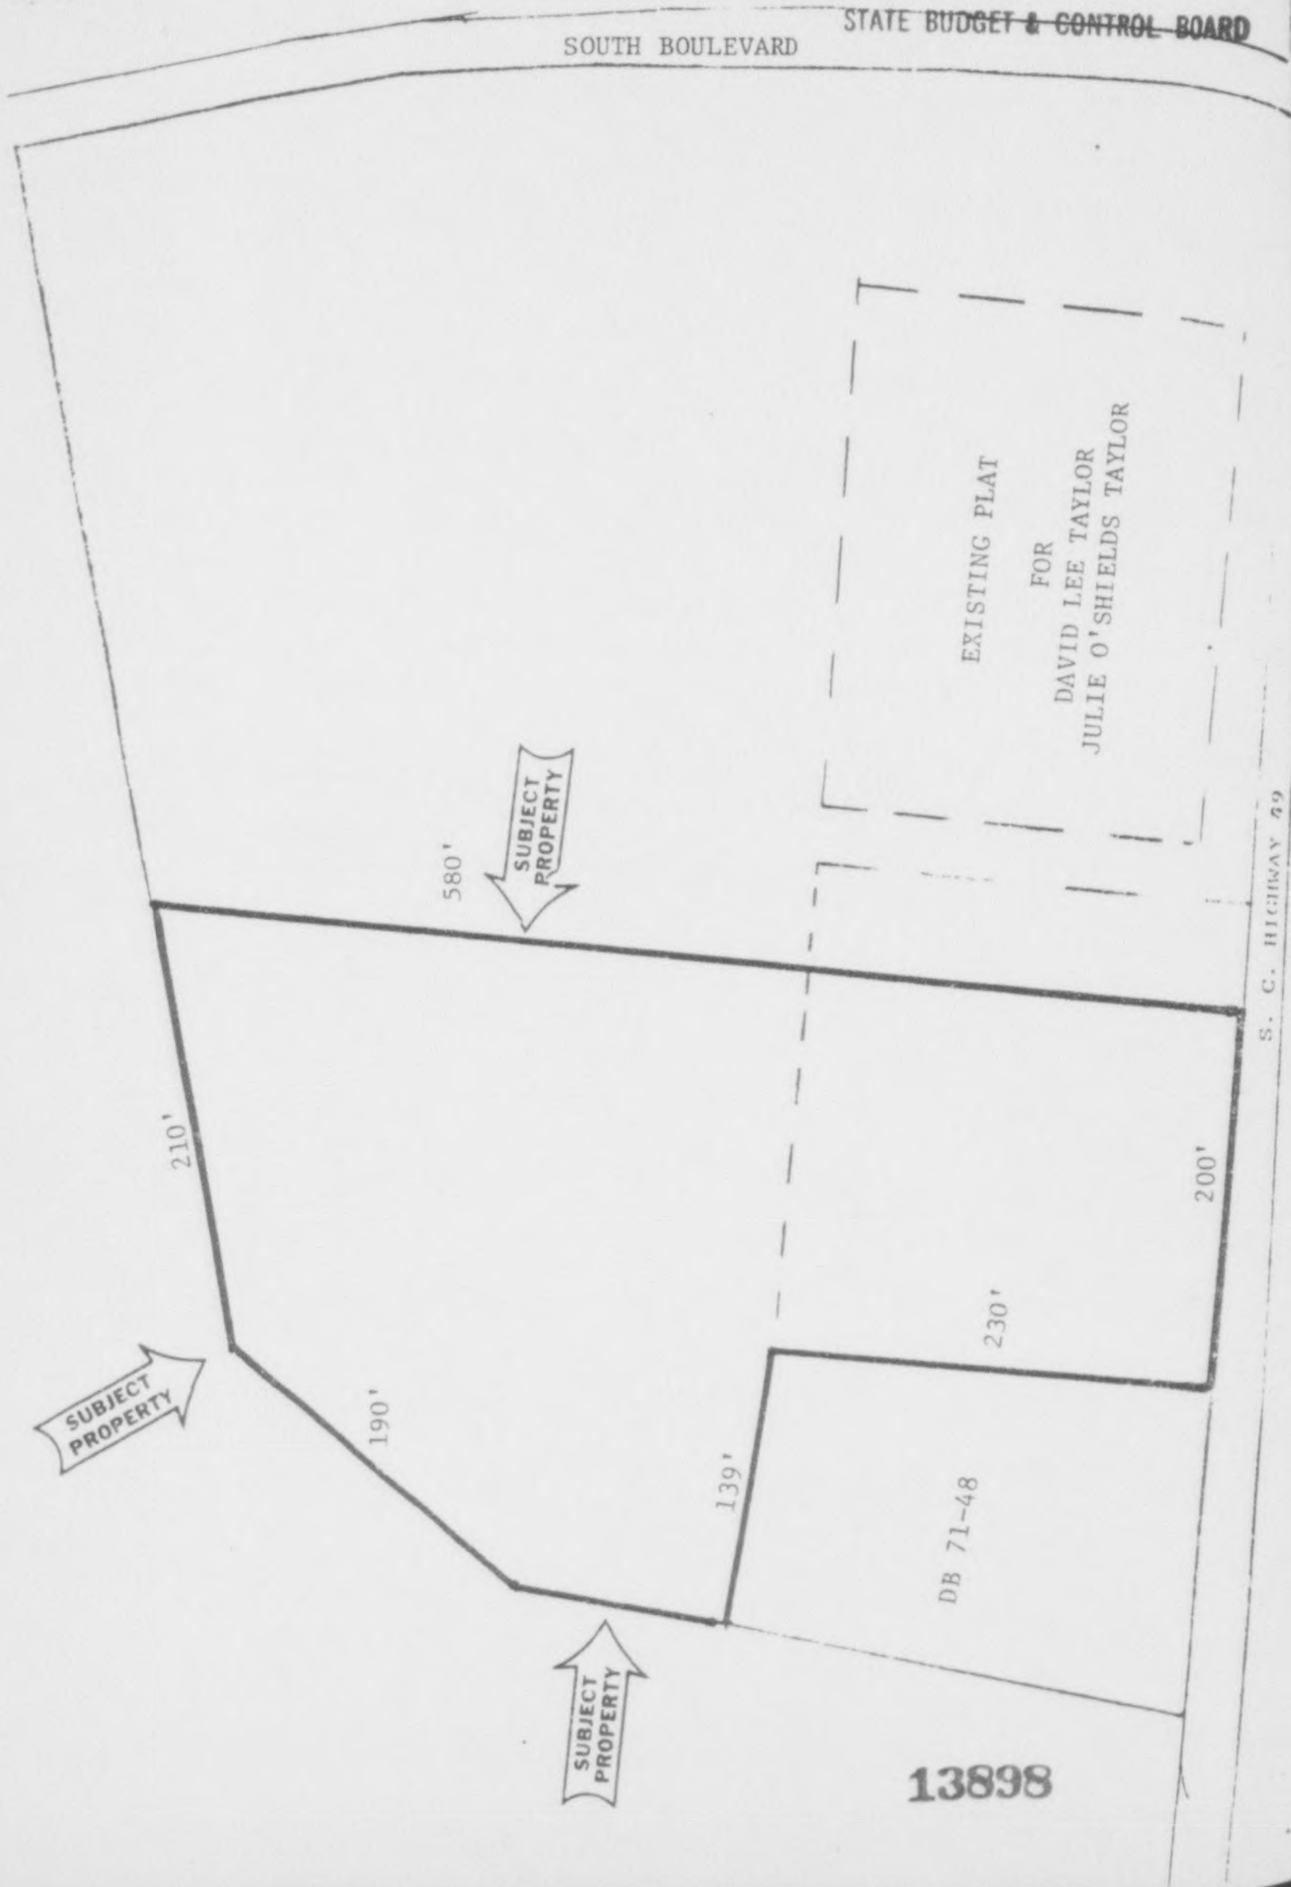 STATE BUDGET & CONTROL BOARD
SOUTH BOULEVARD
EXISTING PLAT
FOR
DAVID LEE TAYLOR
JULIE O'SHIELDS TAYLOR
SUBJECT
PROPERTY
580'
S. C. HIGHWAY 49
210'
200'
SUBJECT
PROPERTY
190'
230'
139'
DB 71-48
SUBJECT
PROPERTY
13898